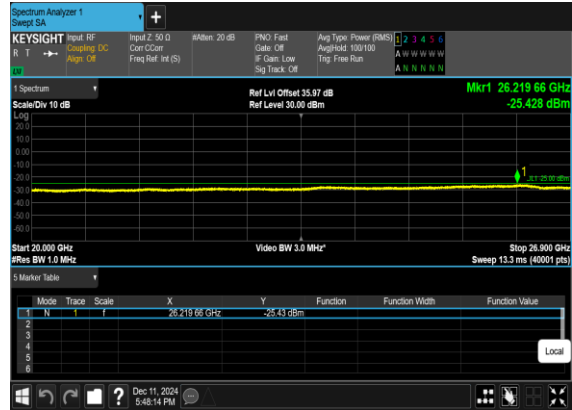 Spectrum Analyzer 1
Swept SA
+
KEYSIGHT Input: RF Input Z: 50 Ω #Atten: 20 dB PNO: Fast Avg Type: Power (RMS) 1 2 3 4 5 6
R T Coupling: DC Corr CCorr Gate: Off Avg|Hold: 100/100 A W W W W W
Align: Off Freq Ref: Int (S) IF Gain: Low Trig: Free Run
Sig Track: Off A N N N N N
1 Spectrum Ref Lvl Offset 35.97 dB Mkr1 26.219 66 GHz
Scale/Div 10 dB Ref Level 30.00 dBm -25.428 dBm
Log
20.0
10.0
0.00
-10.0
1
-20.0
-30.0
-40.0
-50.0
-60.0
Start 20.000 GHz Video BW 3.0 MHz* Stop 26.900 GHz
#Res BW 1.0 MHz Sweep 13.3 ms (40001 pts)
5 Marker Table
Mode Trace Scale X Y Function Function Width Function Value
1 N 1 f 26.219 66 GHz -25.43 dBm
2
3
4
5
6
Local
? Dec 11, 2024
5:48:14 PM